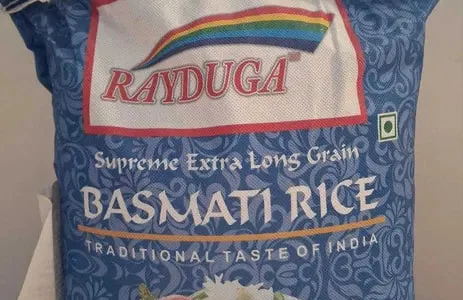 RAYDUGA
Supreme Extra Long Grain
BASMATI RICE
TRADITIONAL TASTE OF INDIA